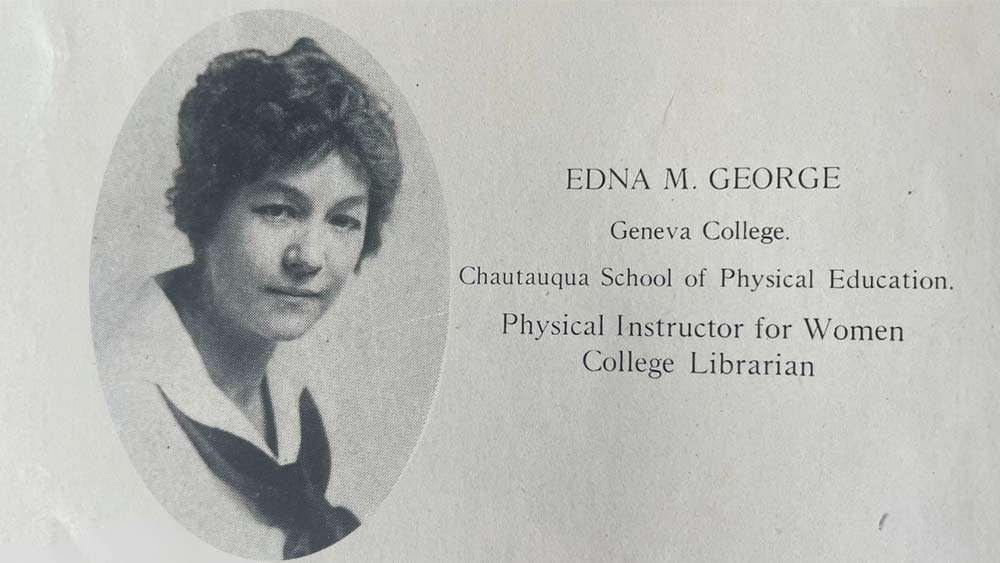 EDNA M. GEORGE
Geneva College.
Chautauqua School of Physical Education.
Physical Instructor for Women
College Librarian